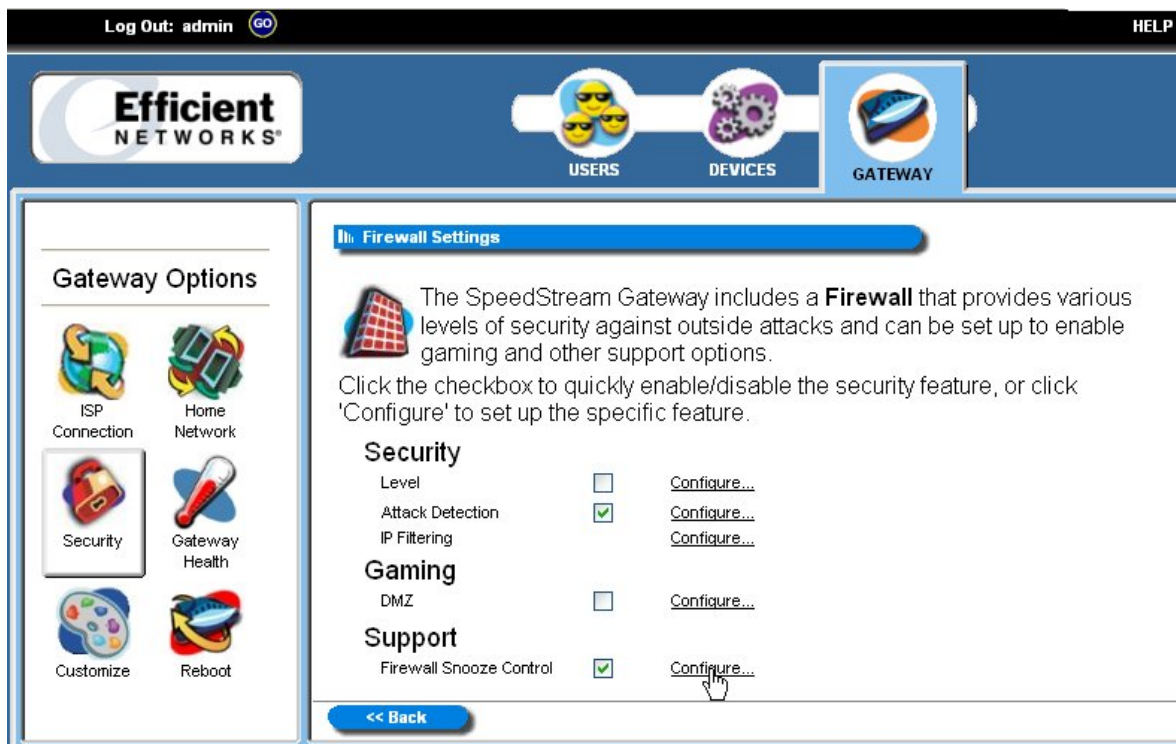 Log Out: admin GO
HELP
Efficient
NETWORKS®
USERS
DEVICES
GATEWAY
Gateway Options
ISP
Connection
Home
Network
Security
Gateway
Health
Customize
Reboot
Firewall Settings
The SpeedStream Gateway includes a Firewall that provides various
levels of security against outside attacks and can be set up to enable
gaming and other support options.
Click the checkbox to quickly enable/disable the security feature, or click
'Configure' to set up the specific feature.
Security
Level Configure...
Attack Detection Configure...
IP Filtering Configure...
Gaming
DMZ Configure...
Support
Firewall Snooze Control Configure...
<< Back